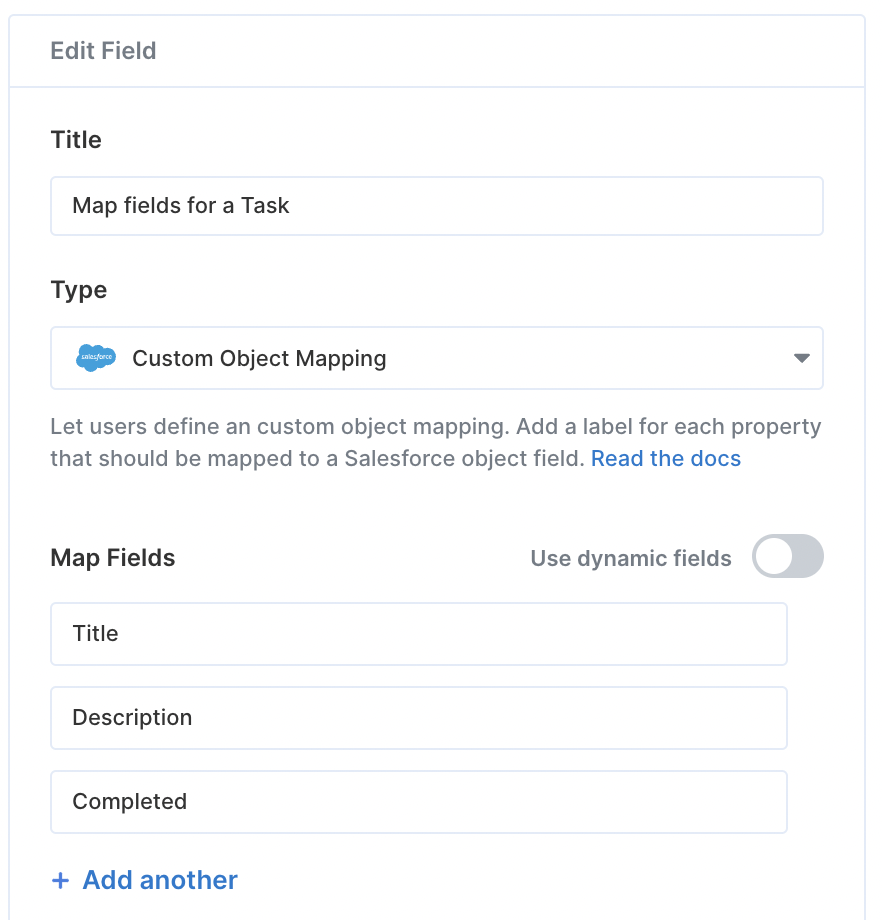 Edit Field
Title
Map fields for a Task
Type
salesforce Custom Object Mapping
Let users define an custom object mapping. Add a label for each property
that should be mapped to a Salesforce object field. Read the docs
Map Fields Use dynamic fields
Title
Description
Completed
+ Add another